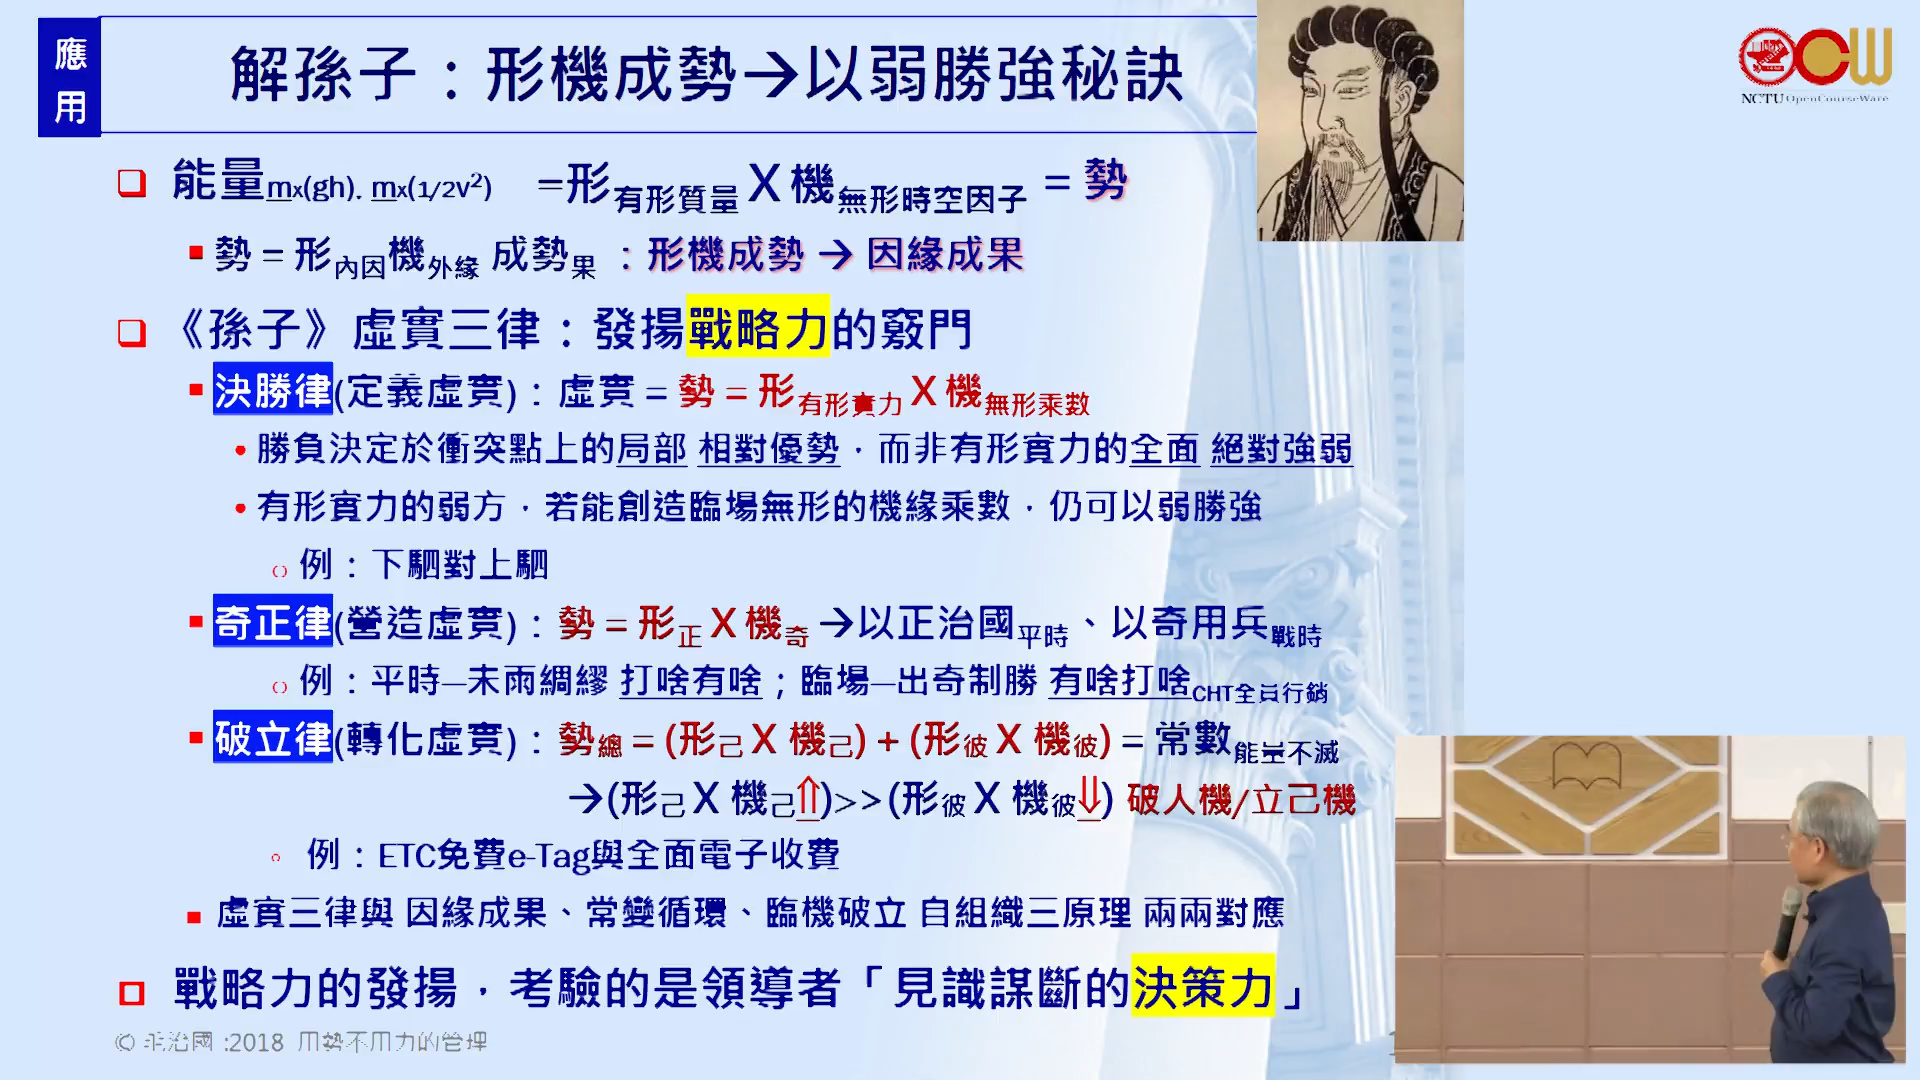 應用
解孫子：形機成勢→以弱勝強秘訣
NCTU OpenCourseWare
能量mx(gh). mx(1/2v²) =形有形質量 X 機無形時空因子 = 勢
勢 = 形內因機外緣 成勢果 ：形機成勢 → 因緣成果
《孫子》虛實三律：發揚戰略力的竅門
決勝律(定義虛實)：虛實 = 勢 = 形有形實力 X 機無形乘數
勝負決定於衝突點上的局部 相對優勢，而非有形實力的全面 絕對強弱
有形實力的弱方，若能創造臨場無形的機緣乘數，仍可以弱勝強
例：下駟對上駟
奇正律(營造虛實)：勢 = 形正 X 機奇 →以正治國平時、以奇用兵戰時
例：平時—未雨綢繆 打啥有啥；臨場—出奇制勝 有啥打啥CHT全員行銷
破立律(轉化虛實)：勢總 = (形己 X 機己) + (形彼 X 機彼) = 常數能量不滅
→(形己 X 機己⇑)>>(形彼 X 機彼⇓) 破人機/立己機
例：ETC免費e-Tag與全面電子收費
虛實三律與 因緣成果、常變循環、臨機破立 自組織三原理 兩兩對應
戰略力的發揚，考驗的是領導者「見識謀斷的決策力」
© 毛治國 :2018 用勢不用力的管理